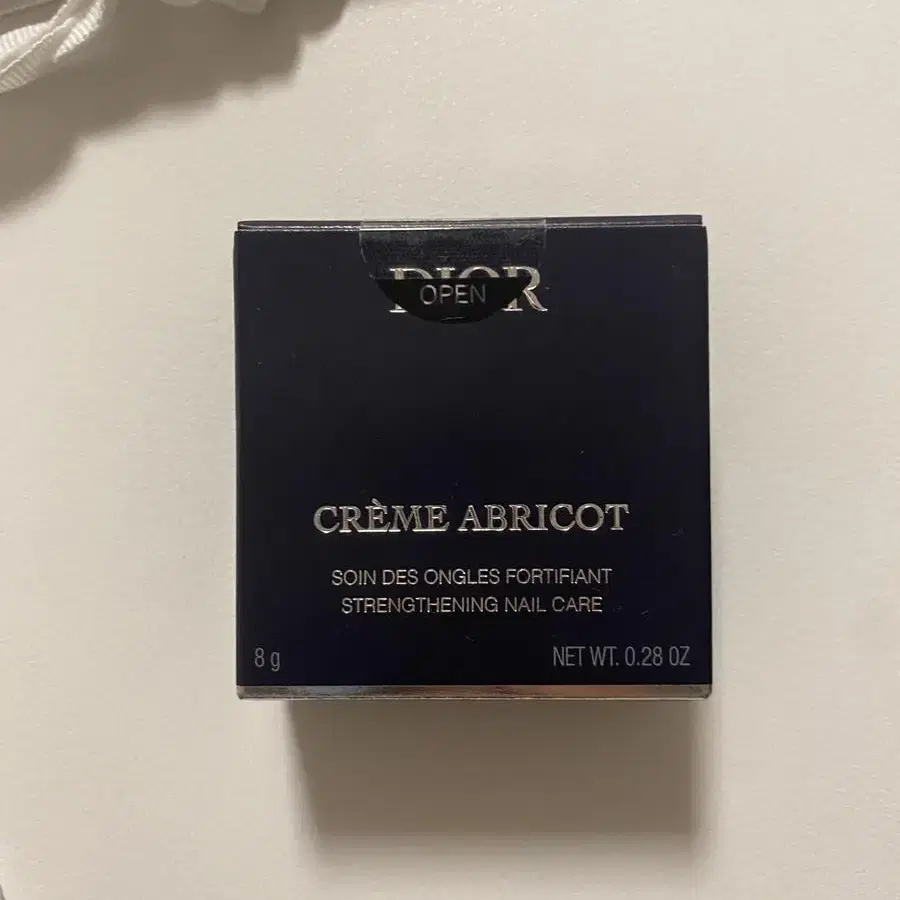 DIOR
OPEN
CRÈME ABRICOT
SOIN DES ONGLES FORTIFIANT
STRENGTHENING NAIL CARE
8 g NET WT. 0.28 OZ